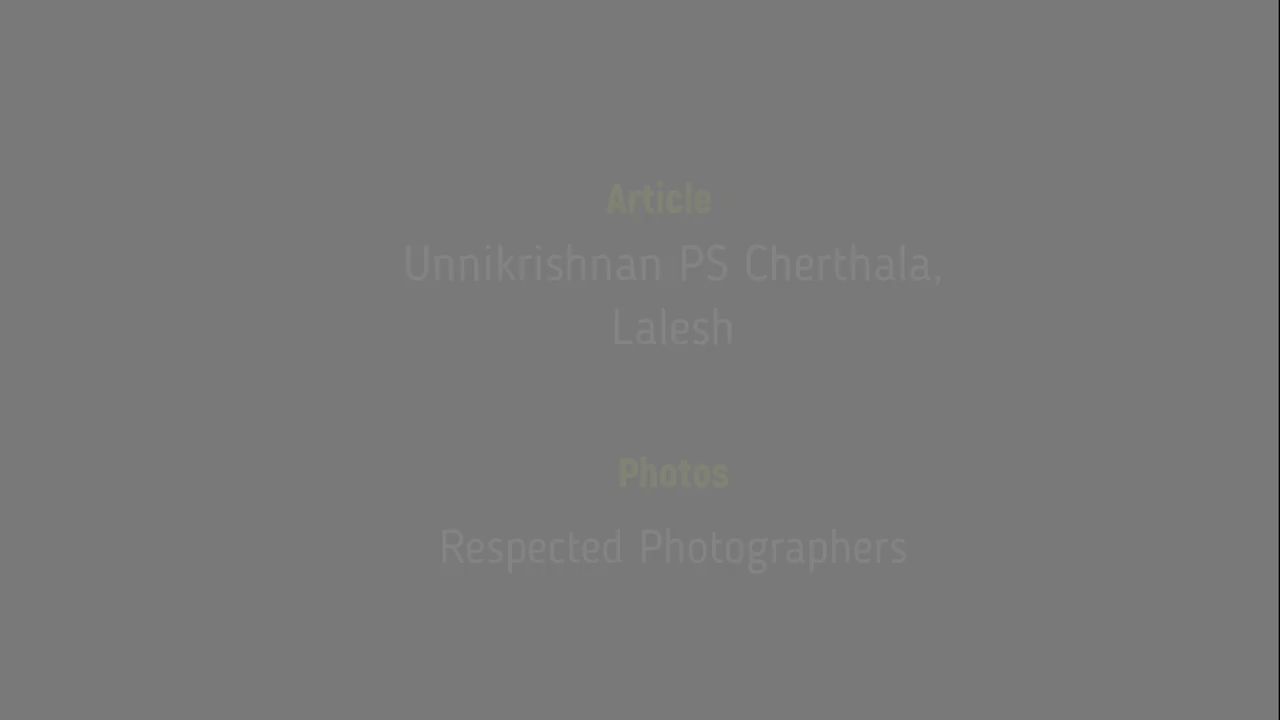 Article
Unnikrishnan PS Cherthala,
Lalesh
Photos
Respected Photographers